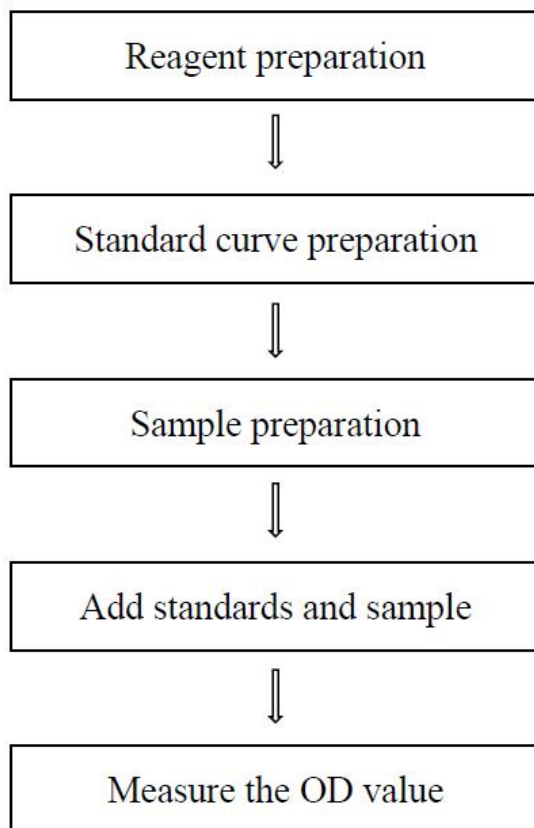 Reagent preparation
Standard curve preparation
Sample preparation
Add standards and sample
Measure the OD value